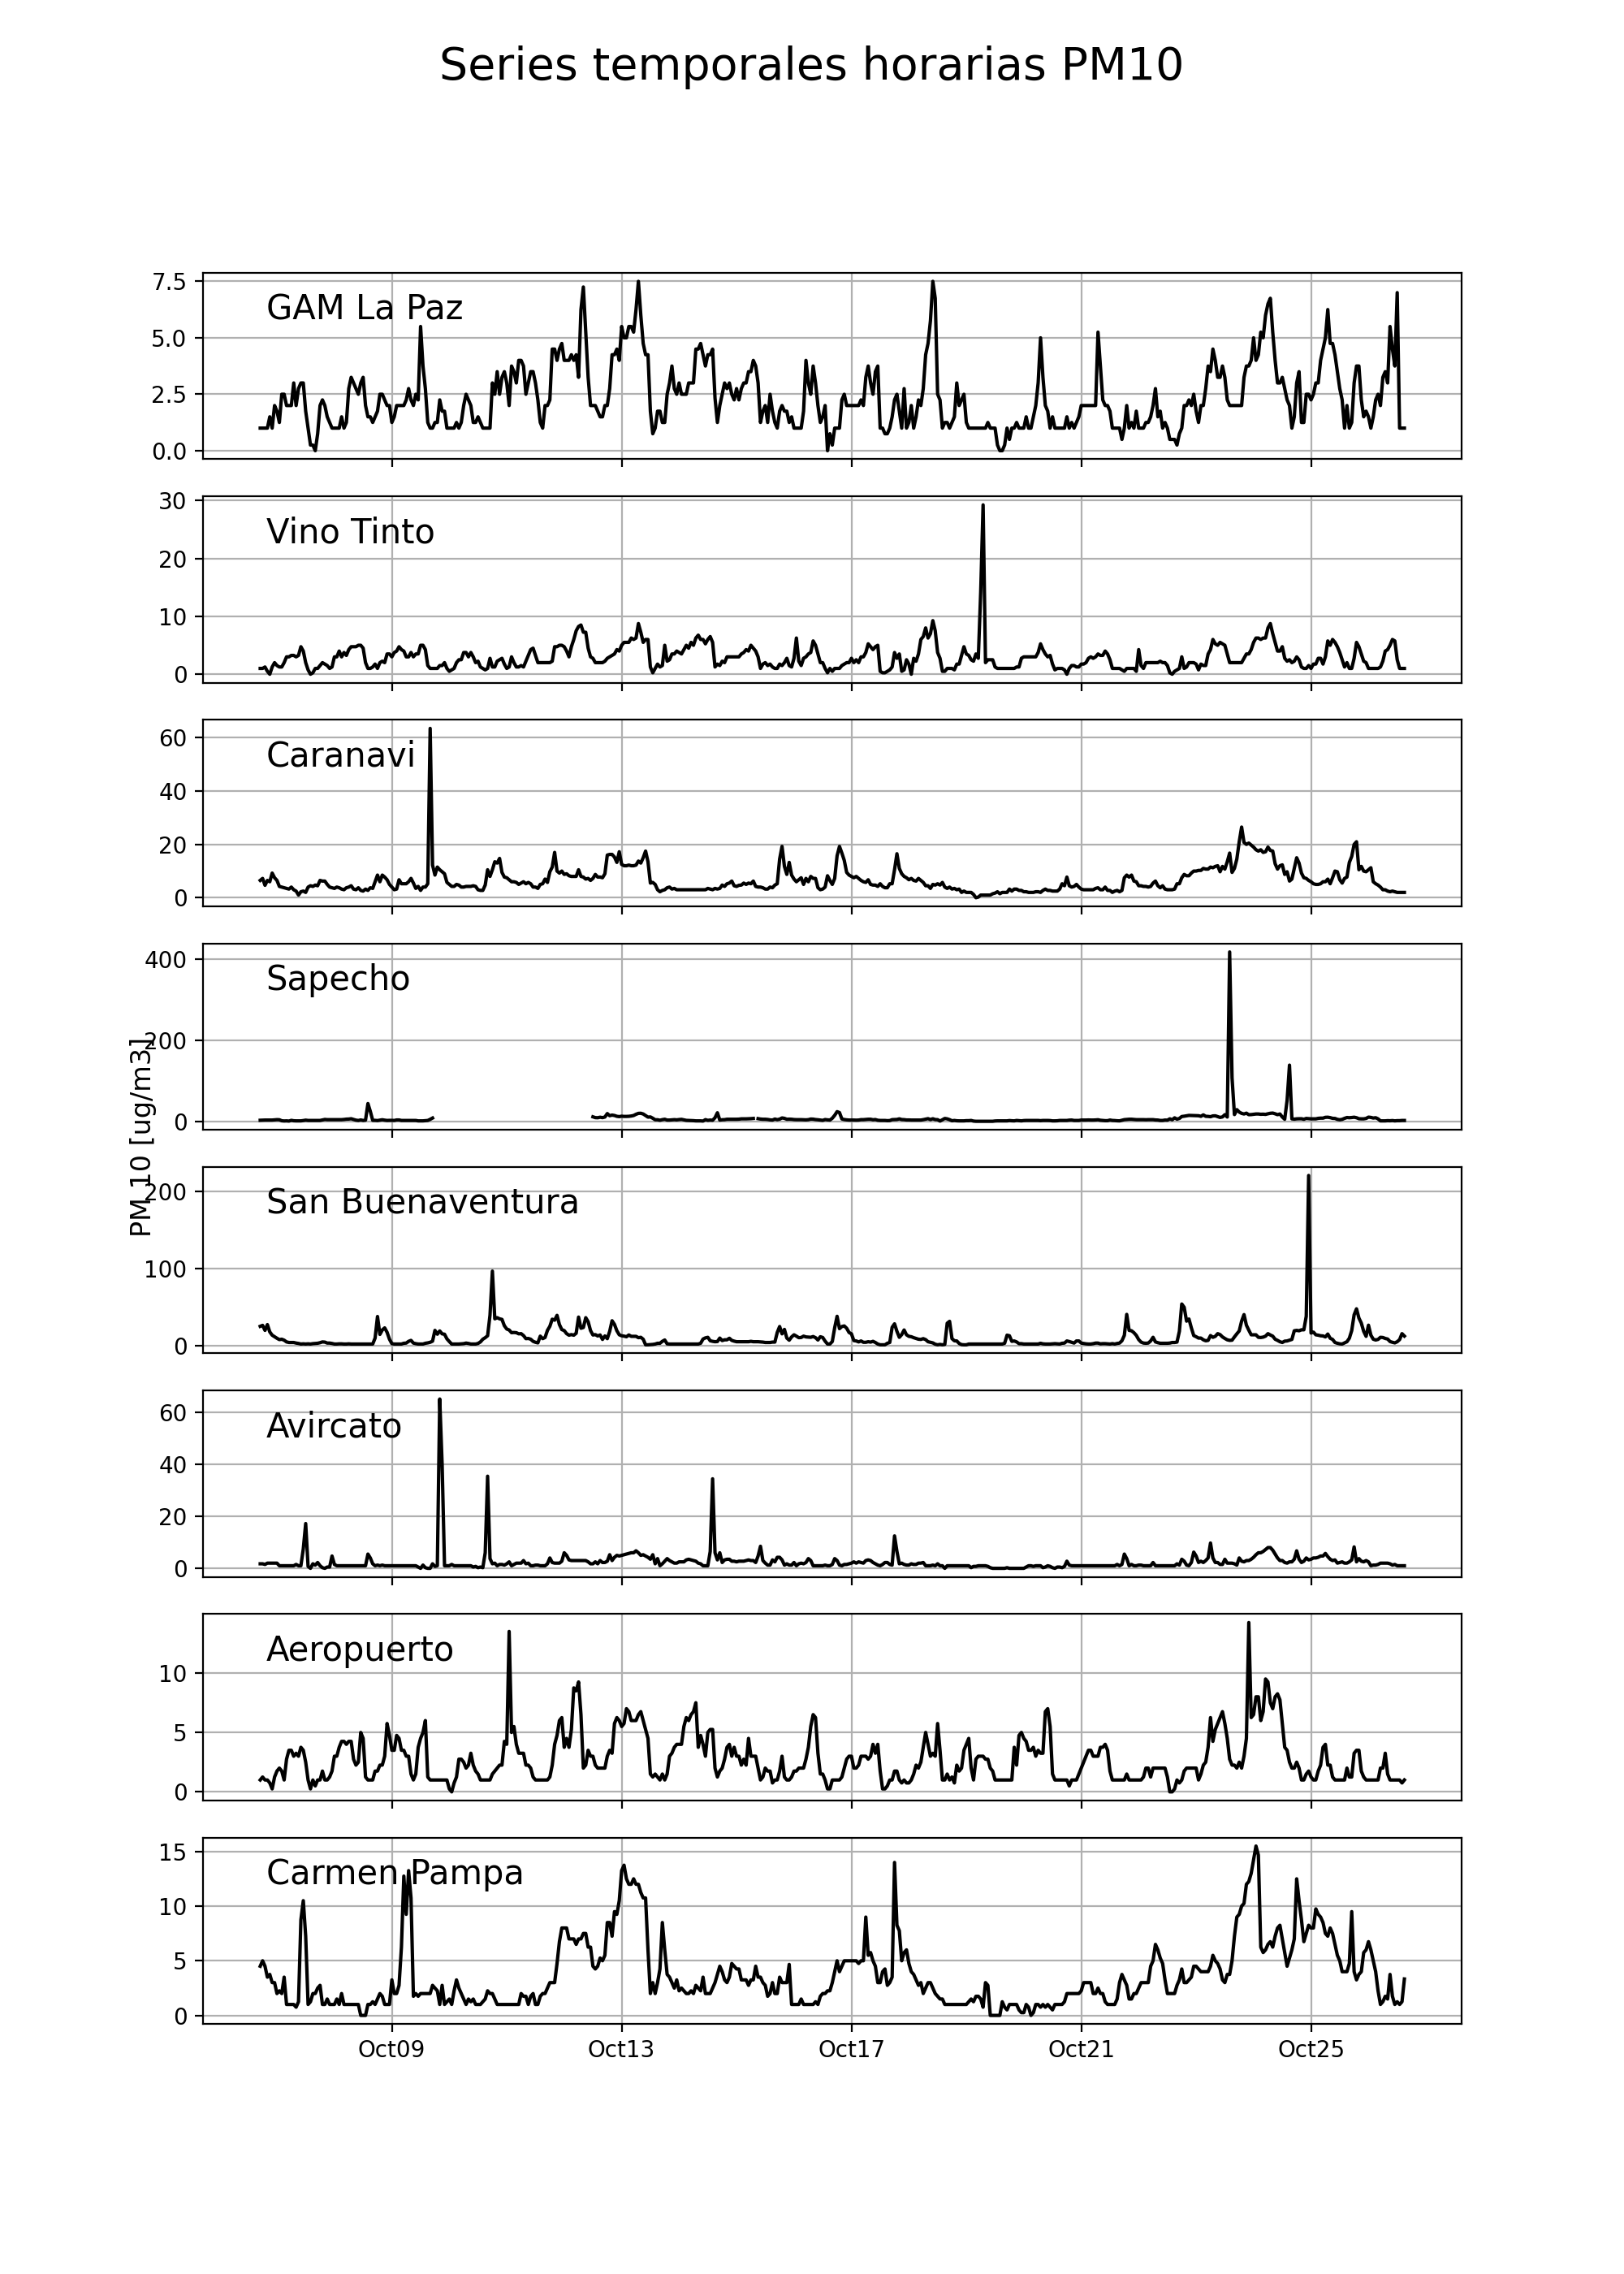 Series temporales horarias PM10
7.5
5.0
2.5
0.0
GAM La Paz
30
20
10
0
Vino Tinto
60
40
20
0
Caranavi
400
200
0
Sapecho
PM 10 [ug/m3]
200
100
0
San Buenaventura
60
40
20
0
Avircato
10
5
0
Aeropuerto
15
10
5
0
Carmen Pampa
Oct09 Oct13 Oct17 Oct21 Oct25